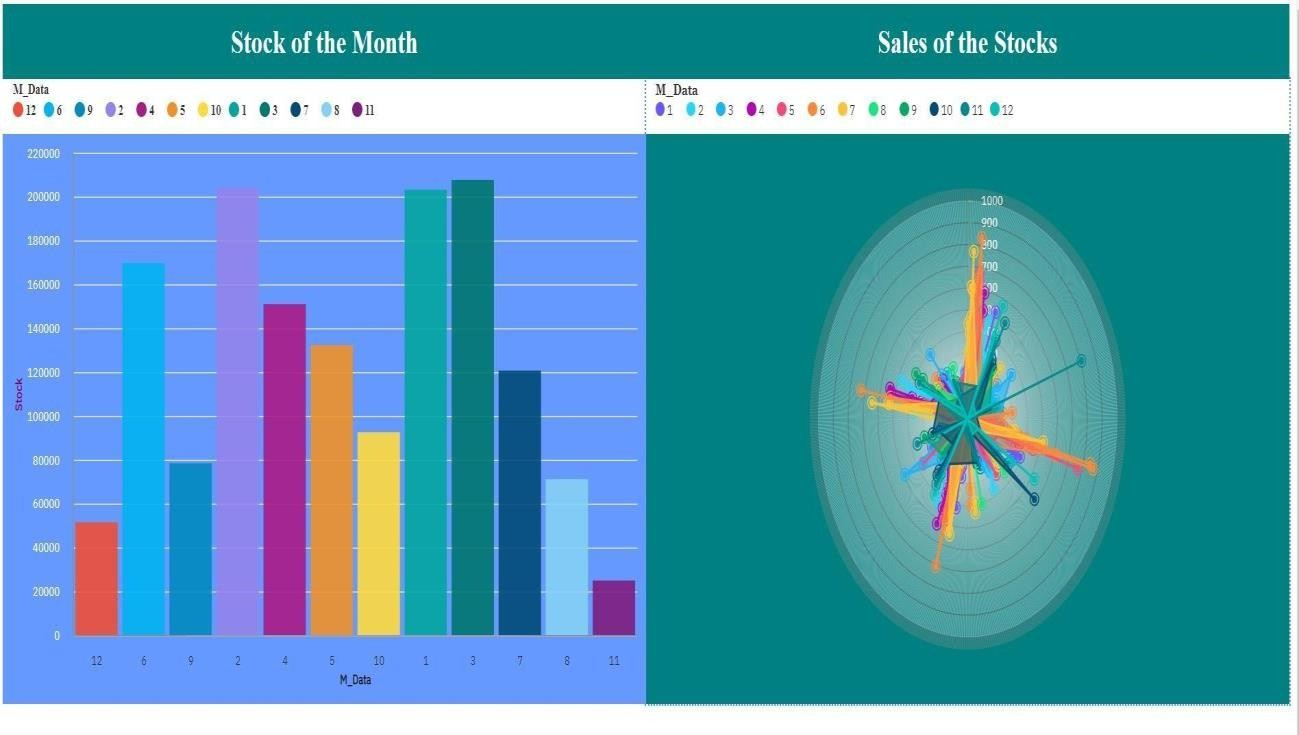 Stock of the Month
Sales of the Stocks
M_Data
12 6 9 2 4 5 10 1 3 7 8 11
M_Data
1 2 3 4 5 6 7 8 9 10 11 12
220000
200000
180000
160000
140000
120000
100000
80000
60000
40000
20000
0
Stock
12 6 9 2 4 5 10 1 3 7 8 11
M_Data
1000
900
800
700
600